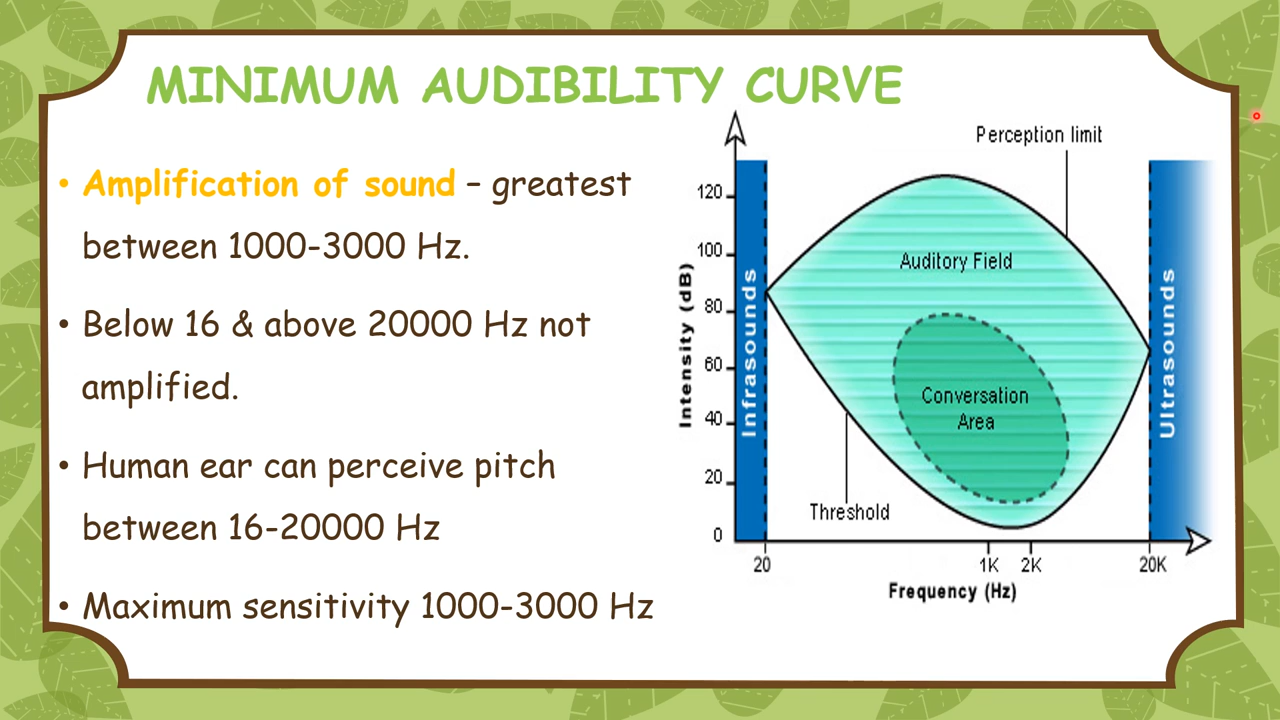 MINIMUM AUDIBILITY CURVE
• Amplification of sound – greatest
between 1000-3000 Hz.
• Below 16 & above 20000 Hz not
amplified.
• Human ear can perceive pitch
between 16-20000 Hz
• Maximum sensitivity 1000-3000 Hz
Perception limit
120
100
80
60
40
20
0
Intensity (dB)
Infrasounds
Auditory Field
Conversation
Area
Threshold
Ultrasounds
20
1K
2K
20K
Frequency (Hz)